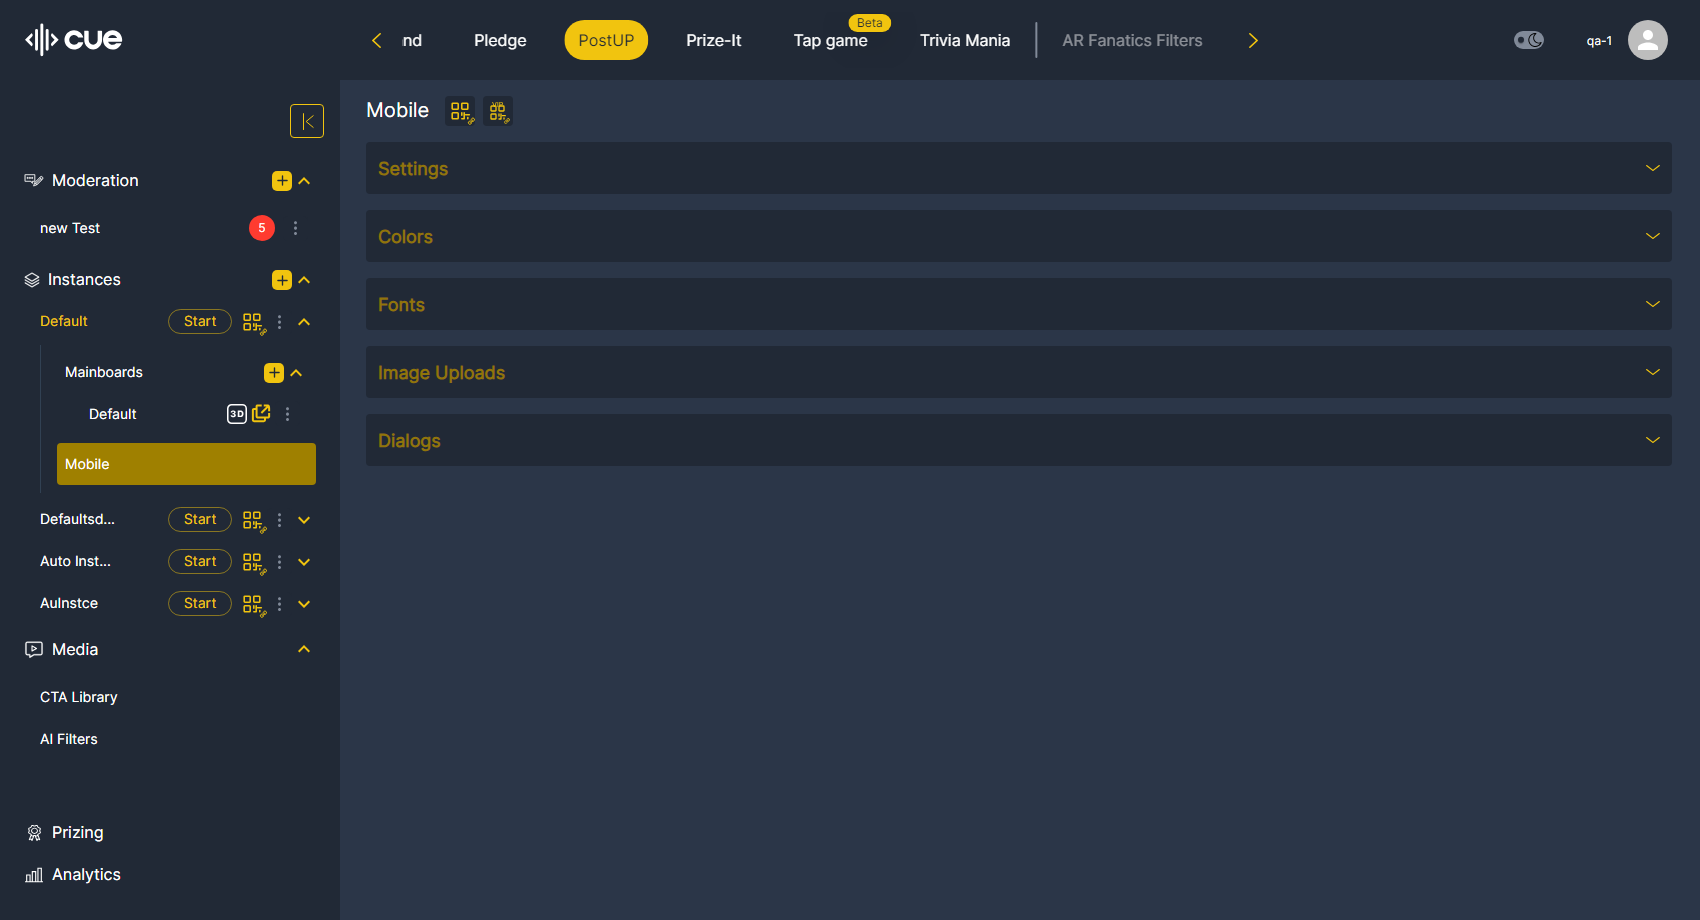 cue
nd
Pledge
PostUP
Prize-It
Tap game
Beta
Trivia Mania
AR Fanatics Filters
qa-1
Moderation
new Test
5
Instances
Default
Start
Mainboards
Default
3D
Mobile
Defaultsd...
Start
Auto Inst...
Start
AuInstce
Start
Media
CTA Library
AI Filters
Prizing
Analytics
Mobile
VIP
Settings
Colors
Fonts
Image Uploads
Dialogs